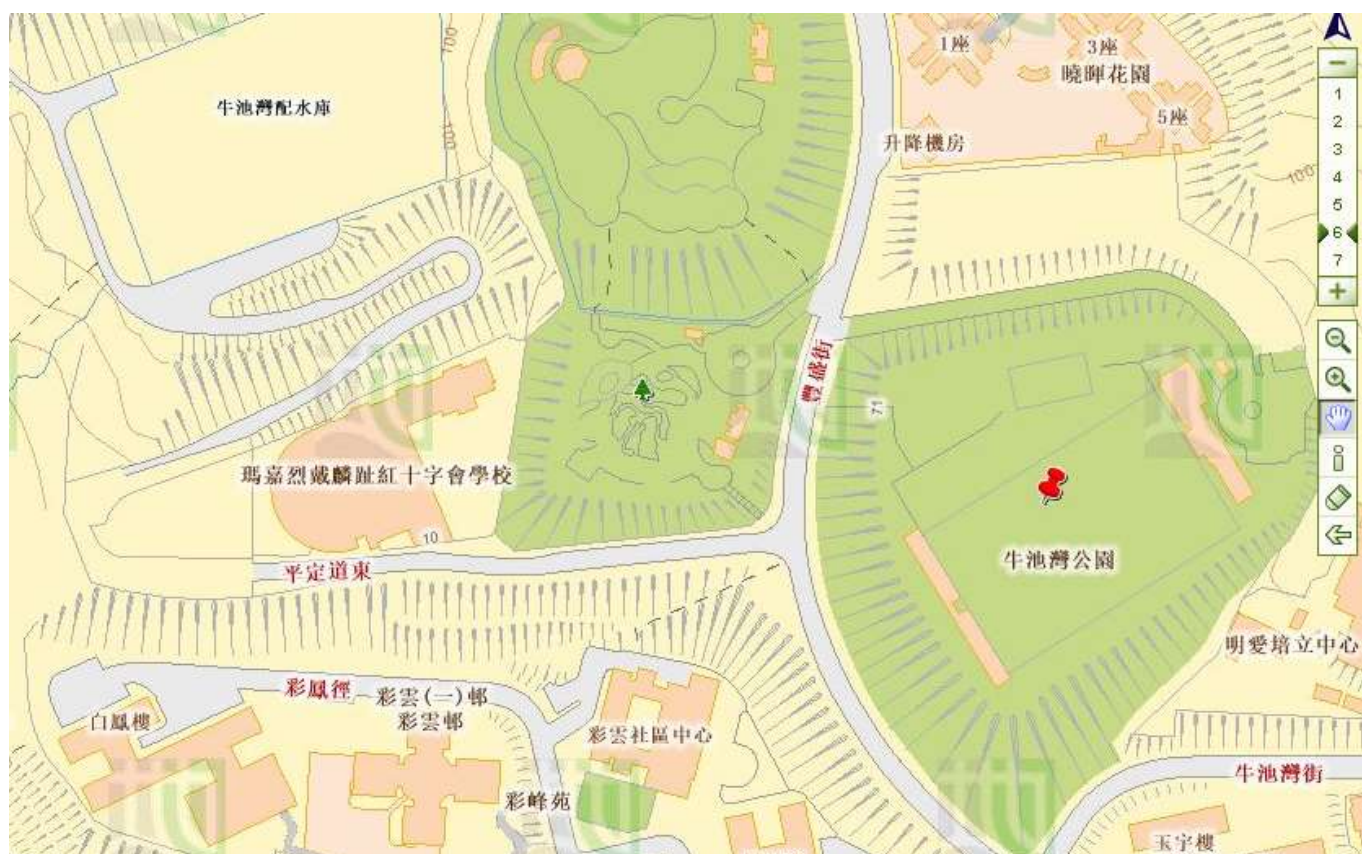 1座
3座
曉暉花園
5座
牛池灣配水庫
100
升降機房
100
100
1
2
3
4
5
6
7
豐盛街
71
瑪嘉烈戴麟趾紅十字會學校
10
平定道東
牛池灣公園
明愛培立中心
彩鳳徑
彩雲(一)邨
彩雲邨
白鳳樓
彩雲社區中心
牛池灣街
彩峰苑
玉宇樓